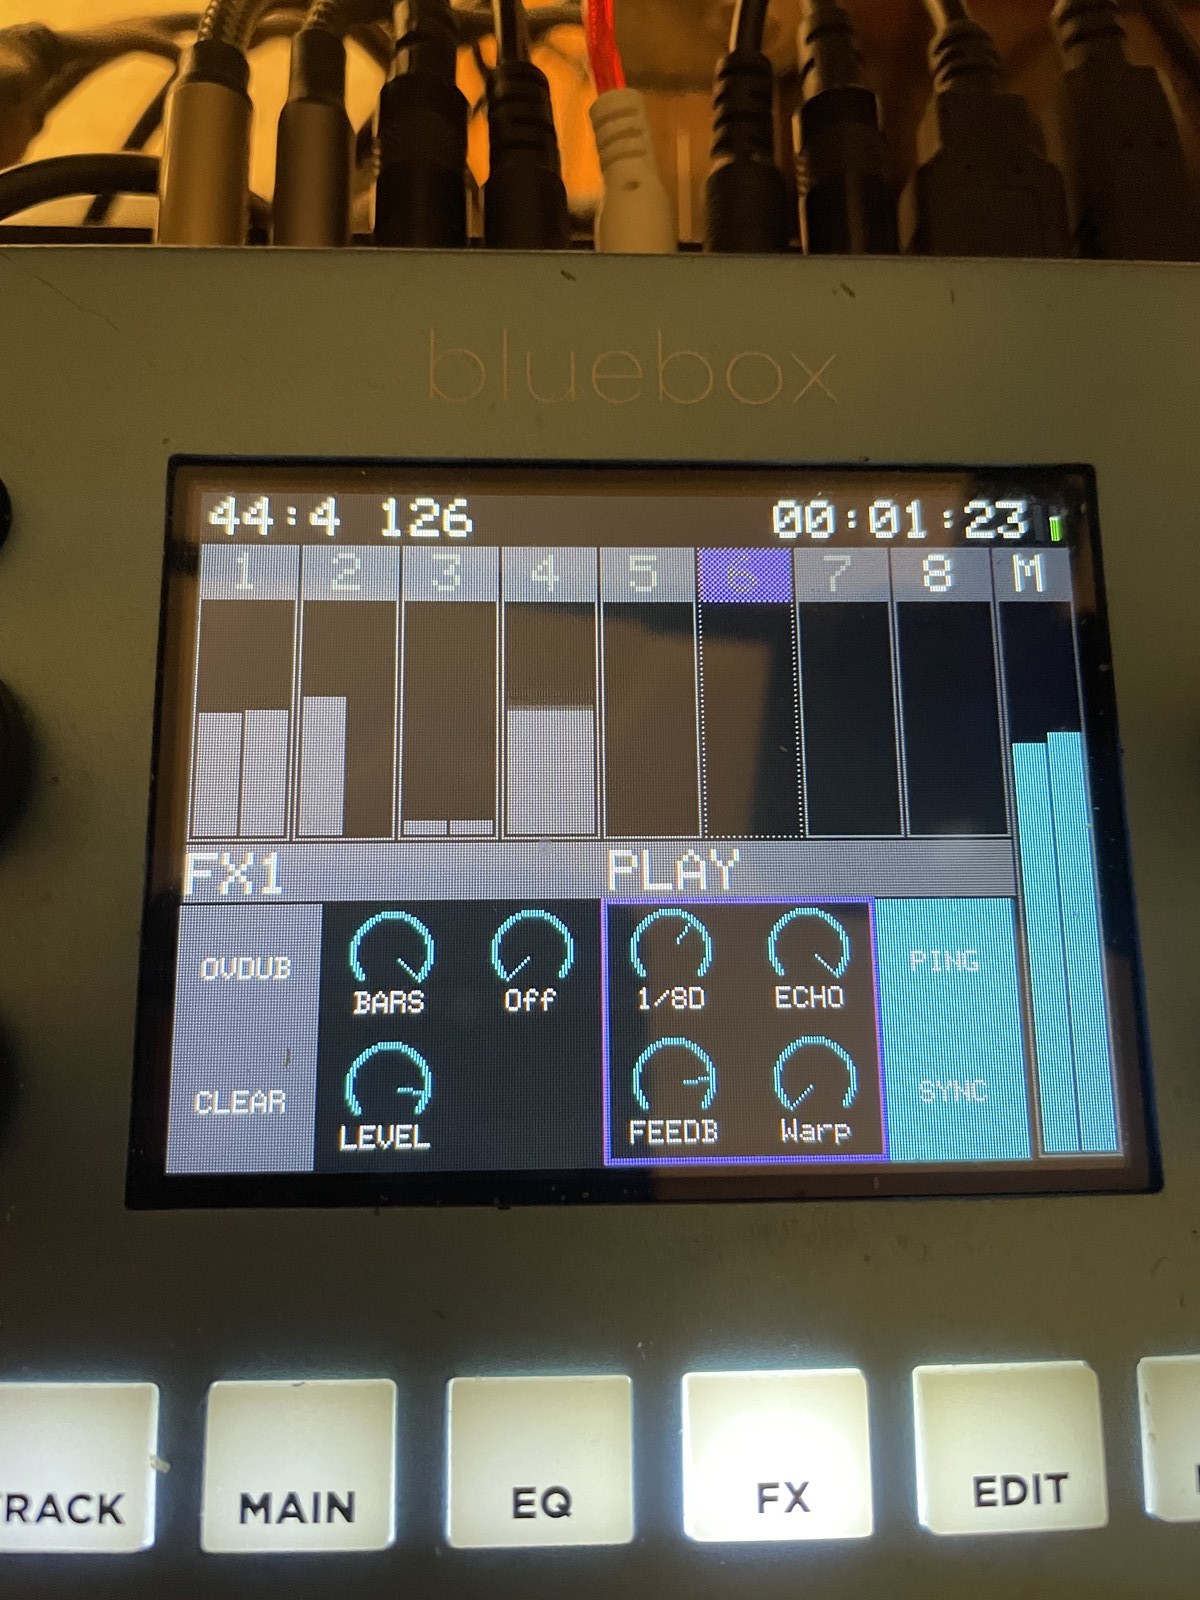 bluebox
44:4 126 00:01:23
1 2 3 4 5 6 7 8 M
FX1 PLAY
OVDUB BARS Off 1/8D ECHO PING
CLEAR LEVEL FEEDB Warp SYNC
RACK MAIN EQ FX EDIT